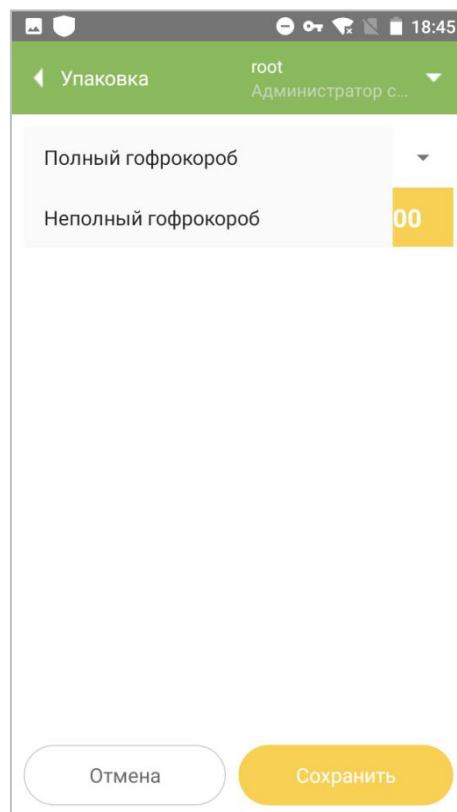 18:45
Упаковка
root
Администратор с...
Полный гофрокороб
Неполный гофрокороб
00
Отмена
Сохранить